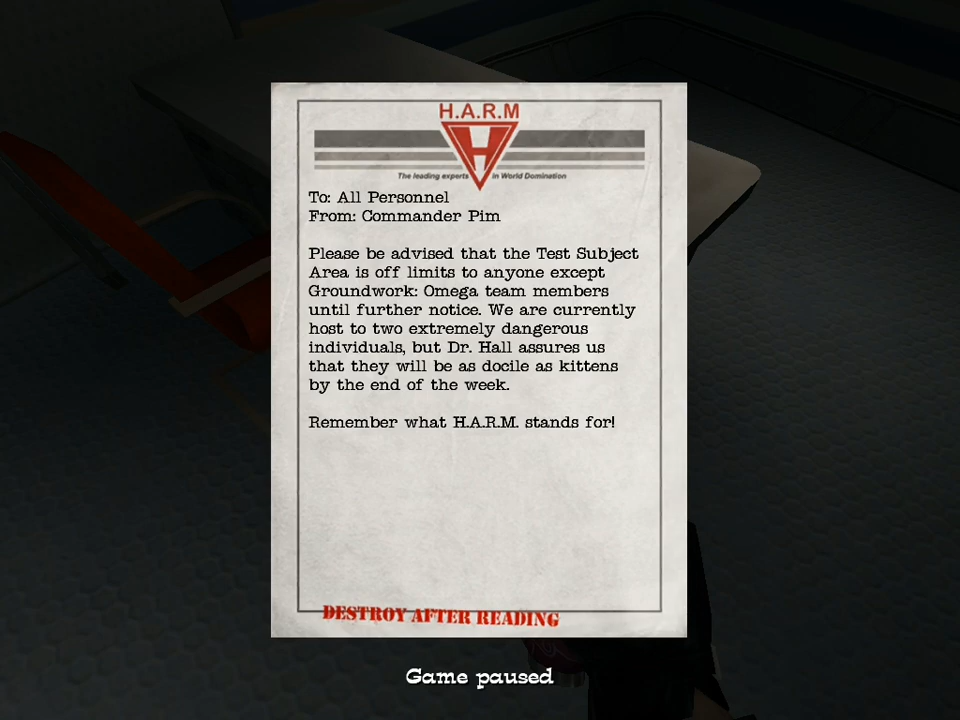 H.A.R.M
The leading experts in World Domination
To: All Personnel
From: Commander Pim
Please be advised that the Test Subject
Area is off limits to anyone except
Groundwork: Omega team members
until further notice. We are currently
host to two extremely dangerous
individuals, but Dr. Hall assures us
that they will be as docile as kittens
by the end of the week.
Remember what H.A.R.M. stands for!
DESTROY AFTER READING
Game paused